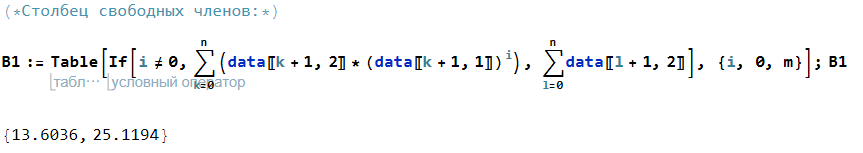 (*Столбец свободных членов:*)
B1 := Table[If[i ≠ 0, ∑_{k=0}^{n} (data〚k + 1, 2〛 * (data〚k + 1, 1〛)^i), ∑_{l=0}^{n} data〚l + 1, 2〛], {i, 0, m}]; B1
табл⋯ условный оператор
{13.6036, 25.1194}